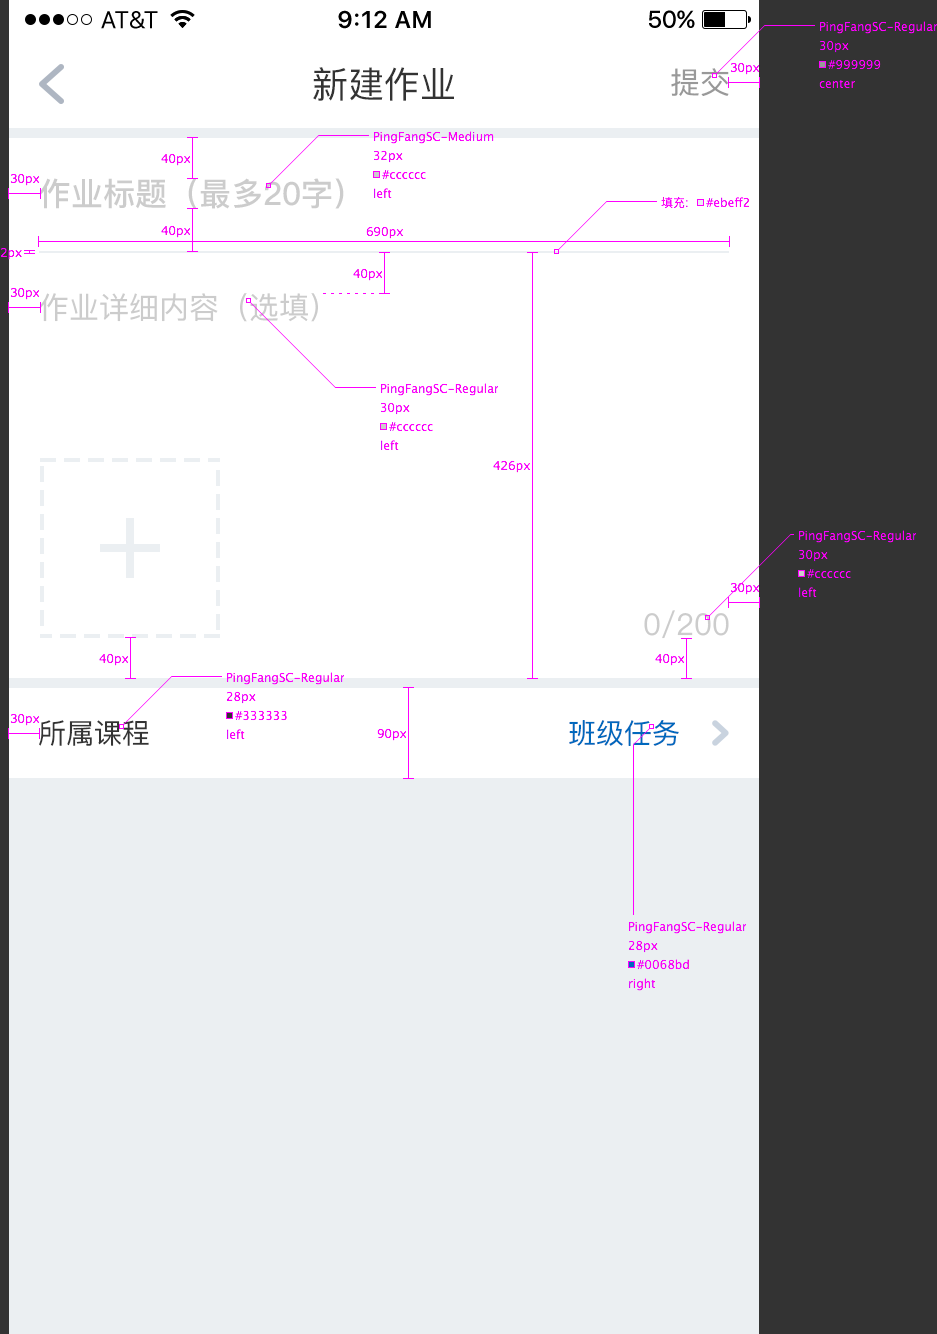 AT&T
9:12 AM
50%
新建作业
提交
PingFangSC-Regular
30px
#999999
center
30px
40px
PingFangSC-Medium
32px
#cccccc
left
30px
作业标题（最多20字）
填充：#ebeff2
40px
690px
2px
40px
30px
作业详细内容（选填）
PingFangSC-Regular
30px
#cccccc
left
426px
PingFangSC-Regular
30px
#cccccc
left
30px
0/200
40px
40px
PingFangSC-Regular
28px
#333333
left
30px
所属课程
90px
班级任务
PingFangSC-Regular
28px
#0068bd
right